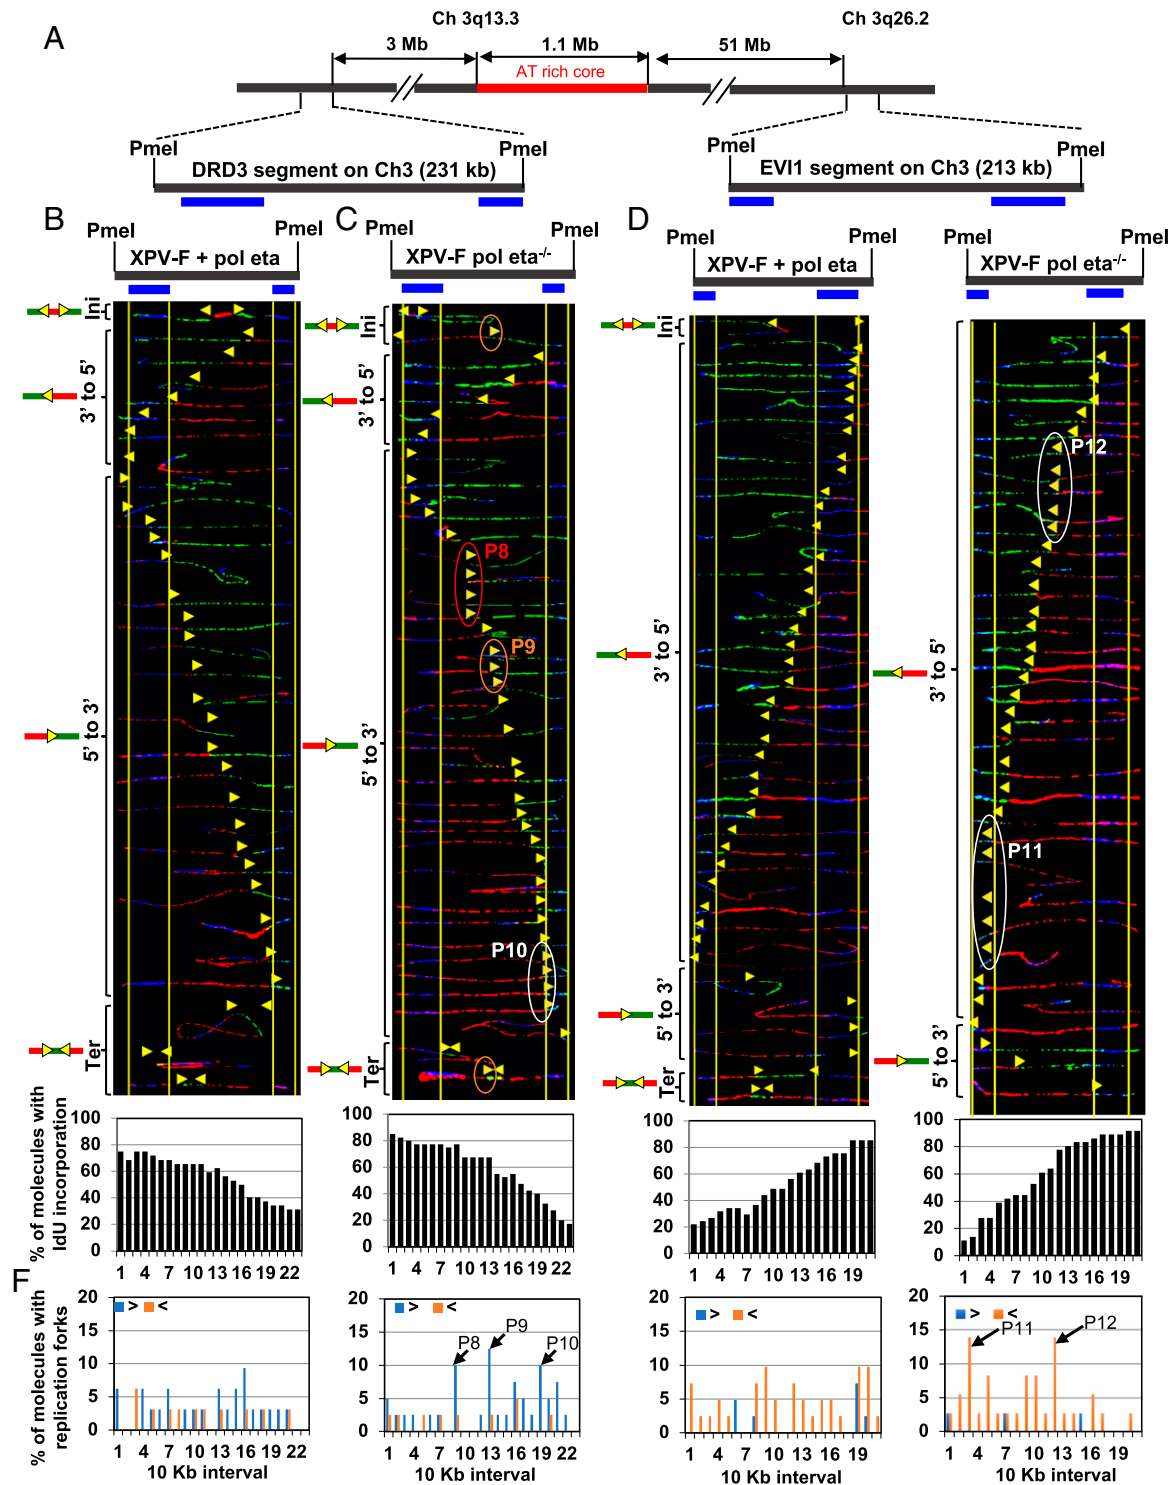 A
Ch 3q13.3
Ch 3q26.2
3 Mb
1.1 Mb
51 Mb
AT rich core
PmeI
PmeI
PmeI
PmeI
DRD3 segment on Ch3 (231 kb)
EVI1 segment on Ch3 (213 kb)
B
C
D
PmeI
PmeI
PmeI
PmeI
PmeI
PmeI
PmeI
XPV-F + pol eta
XPV-F pol eta-/-
XPV-F + pol eta
XPV-F pol eta-/-
Ini
3' to 5'
5' to 3'
Ter
Ini
3' to 5'
5' to 3'
Ter
P8
P9
P10
Ini
3' to 5'
5' to 3'
Ter
3' to 5'
5' to 3'
P12
P11
% of molecules with
IdU incorporation
100
80
60
40
20
0
1 4 7 10 13 16 19 22
100
80
60
40
20
0
1 4 7 10 13 16 19 22
100
80
60
40
20
0
1 4 7 10 13 16 19
100
80
60
40
20
0
1 4 7 10 13 16 19
F
% of molecules with
replication forks
20
15
10
5
0
> <
1 4 7 10 13 16 19 22
10 Kb interval
20
15
10
5
0
> <
P8
P9
P10
1 4 7 10 13 16 19 22
10 Kb interval
20
15
10
5
0
> <
1 4 7 10 13 16 19
10 Kb interval
20
15
10
5
0
> <
P11
P12
1 4 7 10 13 16 19
10 Kb interval